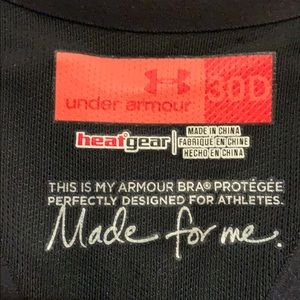 under armour
30D
heatgear
MADE IN CHINA
FABRIQUÉ EN CHINE
HECHO EN CHINA
THIS IS MY ARMOUR BRA® PROTÉGÉE
PERFECTLY DESIGNED FOR ATHLETES.
Made for me.